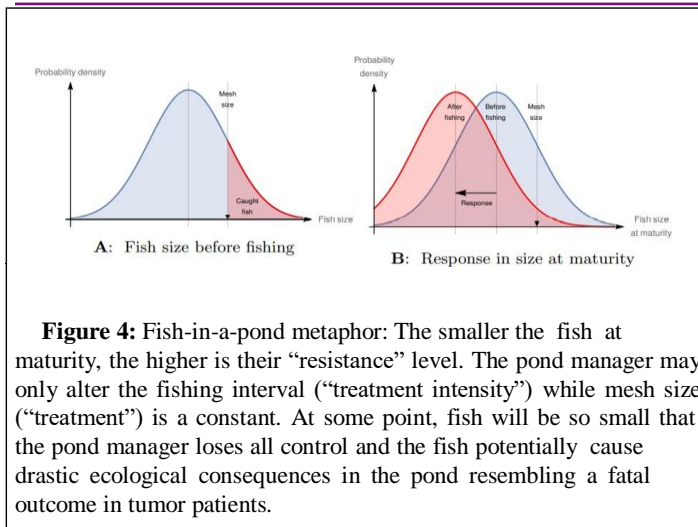 Probability density
Mesh
size
Caught
fish
Fish size
A: Fish size before fishing
Probability
density
After
fishing
Before
fishing
Mesh
size
Response
Fish size
at maturity
B: Response in size at maturity
Figure 4: Fish-in-a-pond metaphor: The smaller the fish at
maturity, the higher is their “resistance” level. The pond manager may
only alter the fishing interval (“treatment intensity”) while mesh size
(“treatment”) is a constant. At some point, fish will be so small that
the pond manager loses all control and the fish potentially cause
drastic ecological consequences in the pond resembling a fatal
outcome in tumor patients.